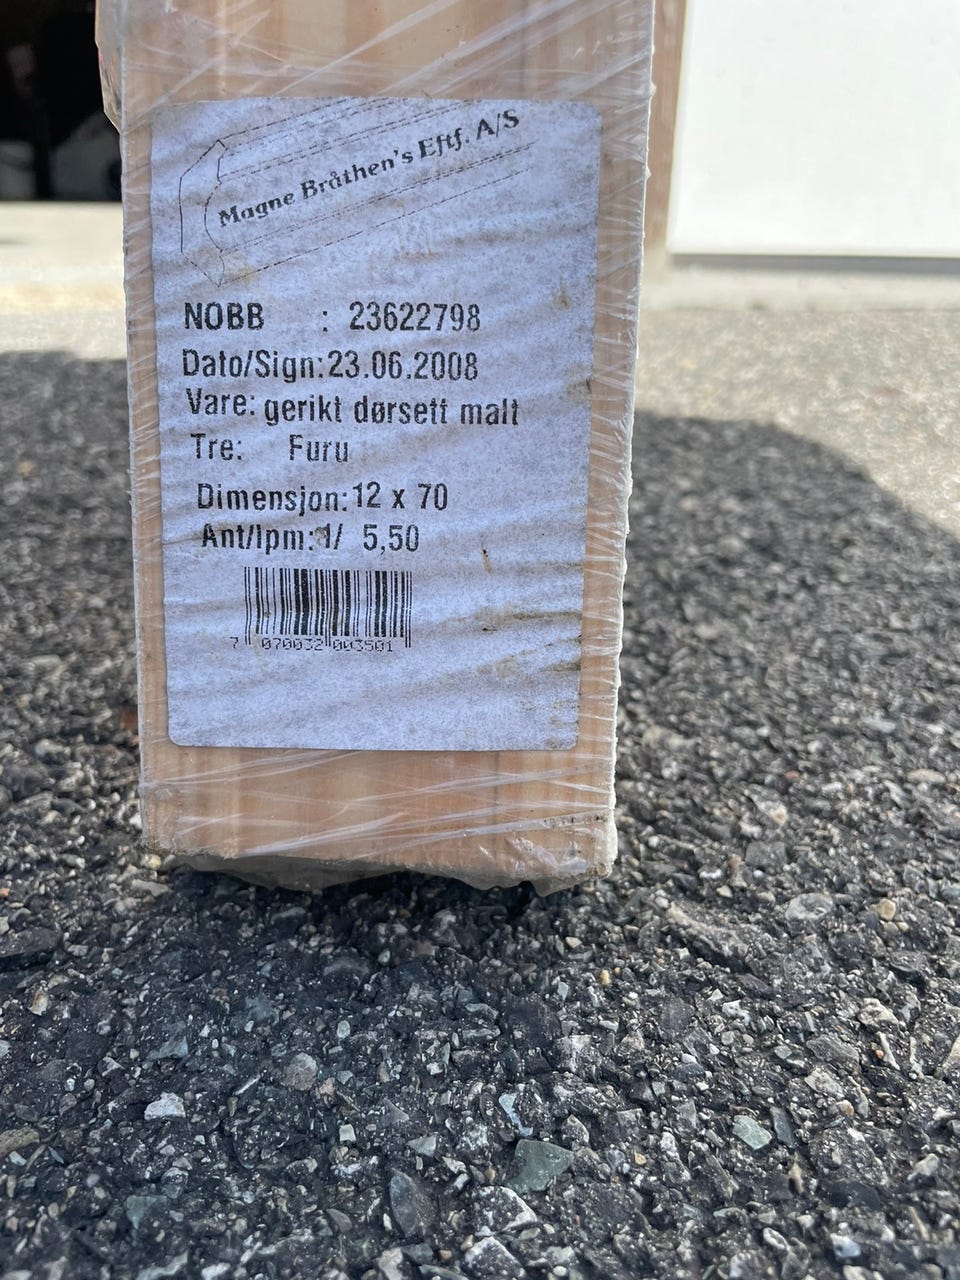 Magne Bråthen's Eftf. A/S
NOBB : 23622798
Dato/Sign:23.06.2008
Vare: gerikt dørsett malt
Tre: Furu
Dimensjon:12 x 70
Ant/lpm:1/ 5,50
7 070032 003501